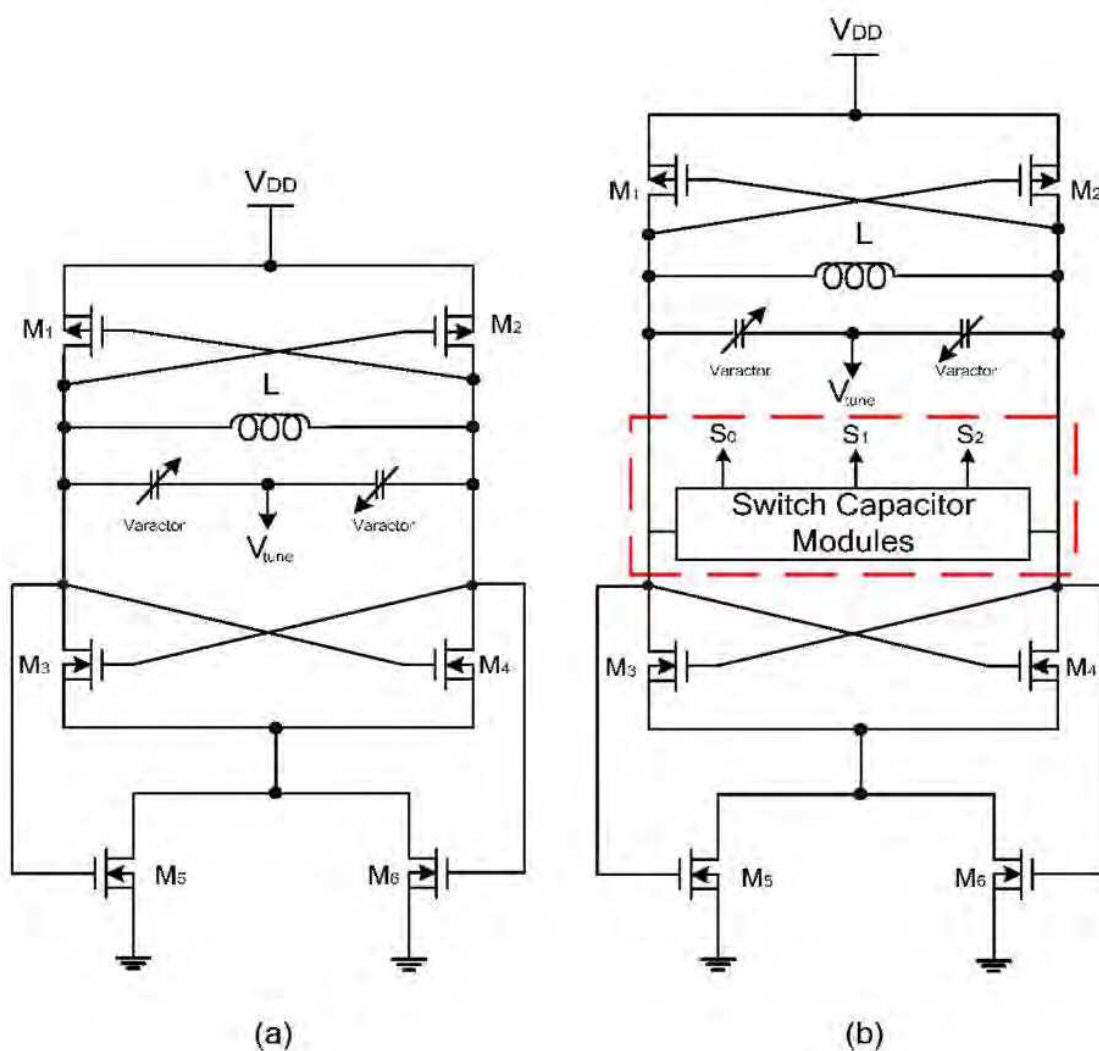 VDD
M1
M2
L
Varactor
Varactor
Vtune
M3
M4
M5
M6
(a)
VDD
M1
M2
L
Varactor
Varactor
Vtune
S0
S1
S2
Switch Capacitor
Modules
M3
M4
M5
M6
(b)